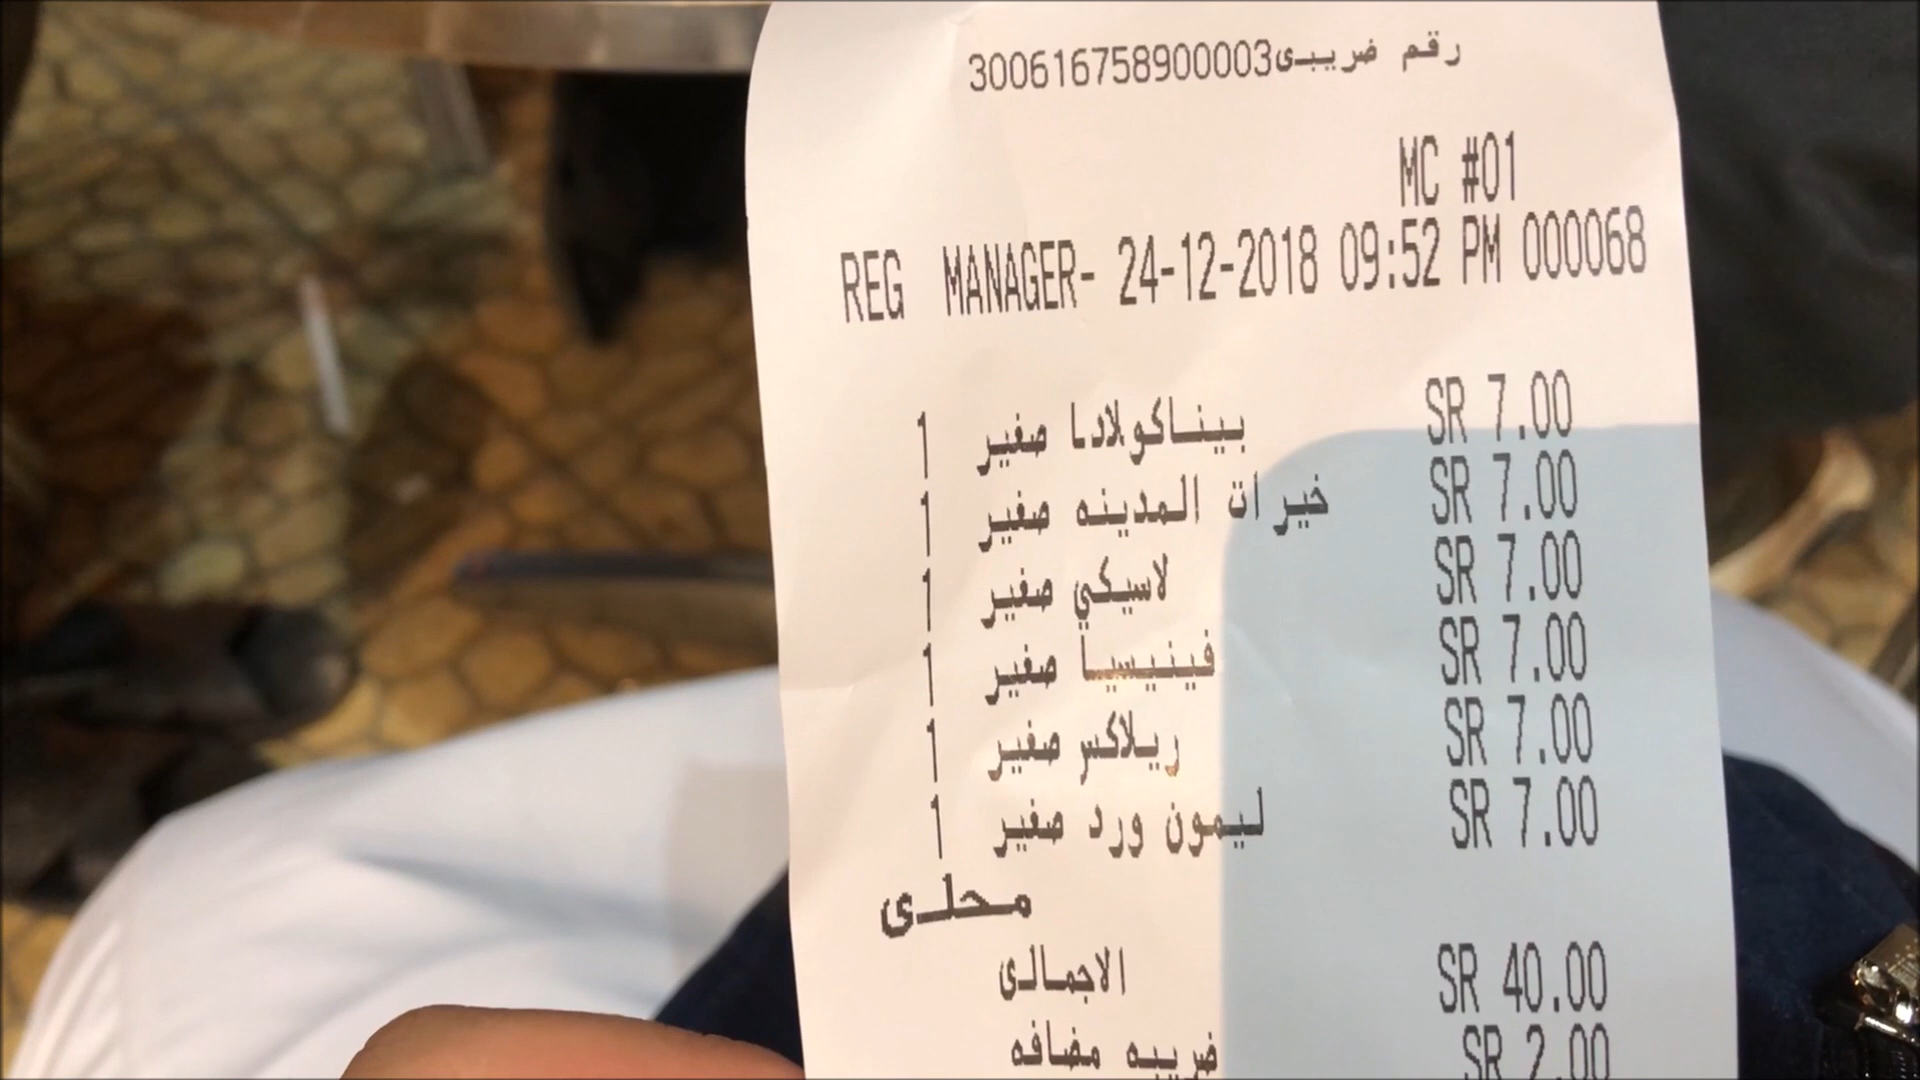 رقم ضريبى300616758900003
MC #01
REG MANAGER- 24-12-2018 09:52 PM 000068
1 بيناكولادا صغير SR 7.00
1 خيرات المدينه صغير SR 7.00
1 لاسيكي صغير SR 7.00
1 فينيسيا صغير SR 7.00
1 ريلاكس صغير SR 7.00
1 ليمون ورد صغير SR 7.00
محلى
الاجمالى SR 40.00
ضريبه مضافه SR 2.00